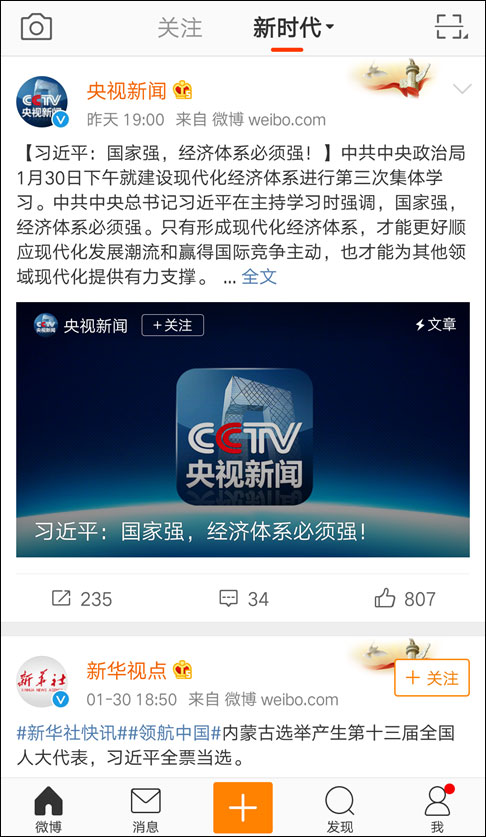 关注
新时代
央视新闻
昨天 19:00 来自 微博 weibo.com
CCTV
央视新闻
【习近平：国家强，经济体系必须强！】中共中央政治局
1月30日下午就建设现代化经济体系进行第三次集体学
习。中共中央总书记习近平在主持学习时强调，国家强，
经济体系必须强。只有形成现代化经济体系，才能更好顺
应现代化发展潮流和赢得国际竞争主动，也才能为其他领
域现代化提供有力支撑。 ... 全文
CCTV
央视新闻
央视新闻
+关注
文章
CCTV
央视新闻
习近平：国家强，经济体系必须强！
235
34
807
新华社
XINHUA NEWS AGENCY
新华视点
01-30 18:50 来自 微博 weibo.com
+ 关注
#新华社快讯##领航中国#内蒙古选举产生第十三届全国
人大代表，习近平全票当选。
微博
消息
发现
我